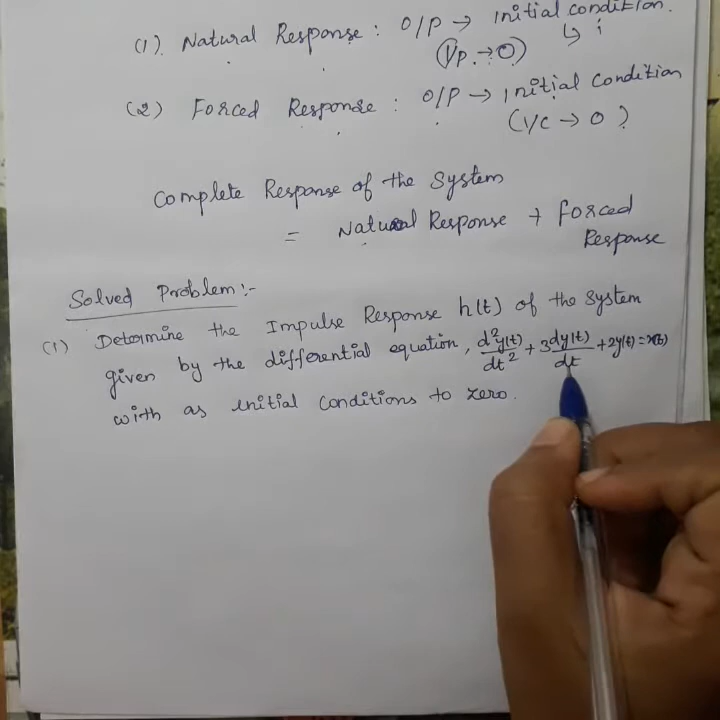 (1). Natural Response : O/P → initial condition.
(I/p. → 0)
(2) Forced Response : O/P → initial condition
(I/C → 0)
Complete Response of the System
= Natural Response + Forced
Response
Solved Problem :-
(1) Determine the Impulse Response h(t) of the System
given by the differential equation, d²y(t)/dt² + 3dy(t)/dt + 2y(t) = x(t)
with as initial conditions to zero.